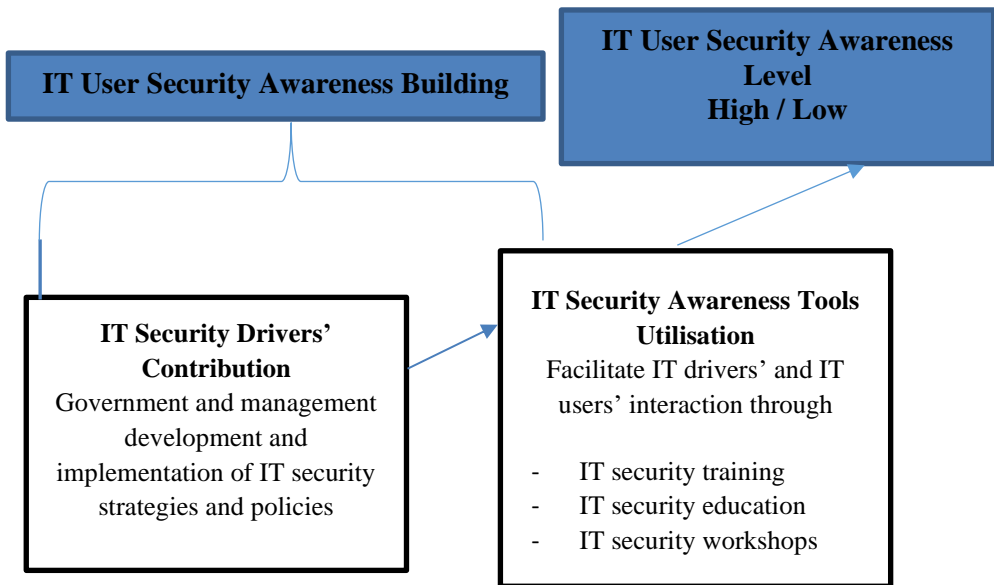 IT User Security Awareness Building
IT User Security Awareness
Level
High / Low
IT Security Drivers’
Contribution
Government and management
development and
implementation of IT security
strategies and policies
IT Security Awareness Tools
Utilisation
Facilitate IT drivers’ and IT
users’ interaction through
- IT security training
- IT security education
- IT security workshops